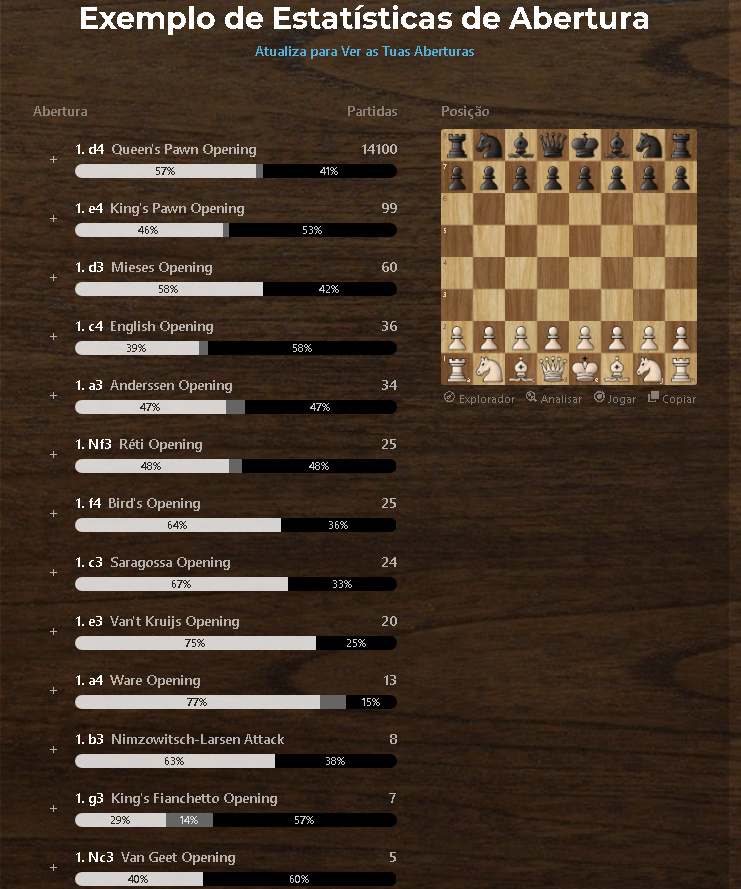 Exemplo de Estatísticas de Abertura
Atualiza para Ver as Tuas Aberturas
Abertura Partidas
+ 1. d4 Queen's Pawn Opening 14100
57% 41%
+ 1. e4 King's Pawn Opening 99
46% 53%
+ 1. d3 Mieses Opening 60
58% 42%
+ 1. c4 English Opening 36
39% 58%
+ 1. a3 Anderssen Opening 34
47% 47%
+ 1. Nf3 Réti Opening 25
48% 48%
+ 1. f4 Bird's Opening 25
64% 36%
+ 1. c3 Saragossa Opening 24
67% 33%
+ 1. e3 Van't Kruijs Opening 20
75% 25%
+ 1. a4 Ware Opening 13
77% 15%
+ 1. b3 Nimzowitsch-Larsen Attack 8
63% 38%
+ 1. g3 King's Fianchetto Opening 7
29% 14% 57%
+ 1. Nc3 Van Geet Opening 5
40% 60%
Posição
7
6
5
4
3
2
1
Explorador Analisar Jogar Copiar